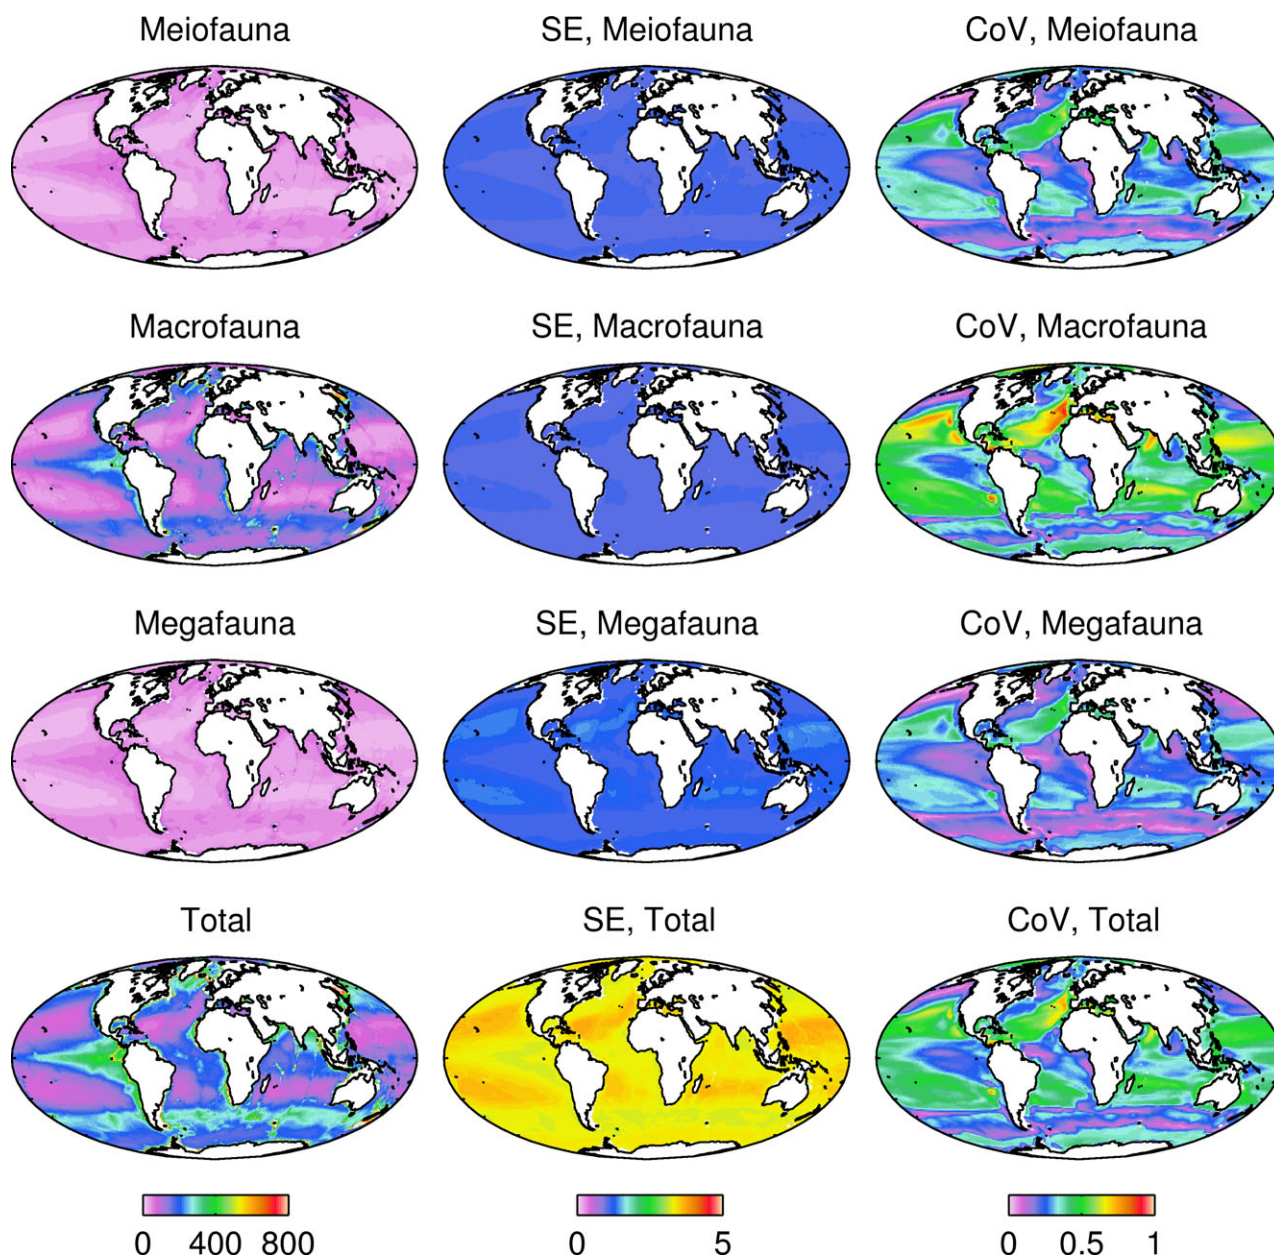 Meiofauna SE, Meiofauna CoV, Meiofauna
Macrofauna SE, Macrofauna CoV, Macrofauna
Megafauna SE, Megafauna CoV, Megafauna
Total SE, Total CoV, Total
0 400 800 0 5 0 0.5 1